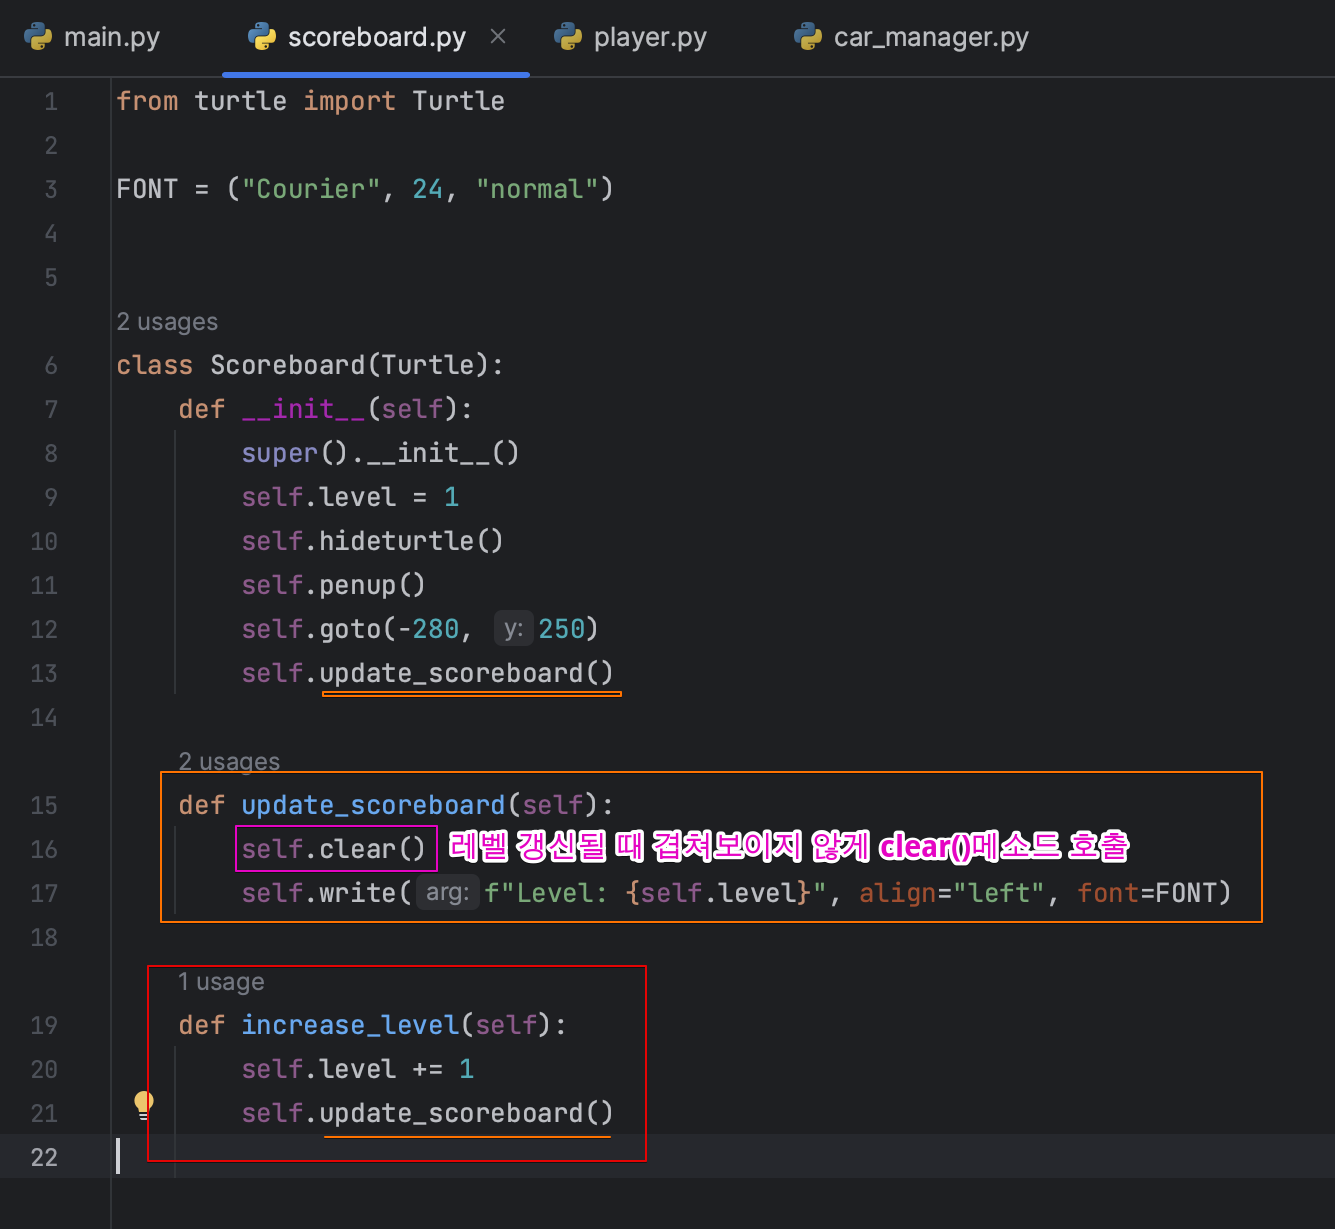 main.py scoreboard.py player.py car_manager.py
1 from turtle import Turtle
2
3 FONT = ("Courier", 24, "normal")
4
5
2 usages
6 class Scoreboard(Turtle):
7 def __init__(self):
8 super().__init__()
9 self.level = 1
10 self.hideturtle()
11 self.penup()
12 self.goto(-280, y: 250)
13 self.update_scoreboard()
14
2 usages
15 def update_scoreboard(self):
16 self.clear() 레벨 갱신될 때 겹쳐보이지 않게 clear()메소드 호출
17 self.write( arg: f"Level: {self.level}", align="left", font=FONT)
18
1 usage
19 def increase_level(self):
20 self.level += 1
21 self.update_scoreboard()
22